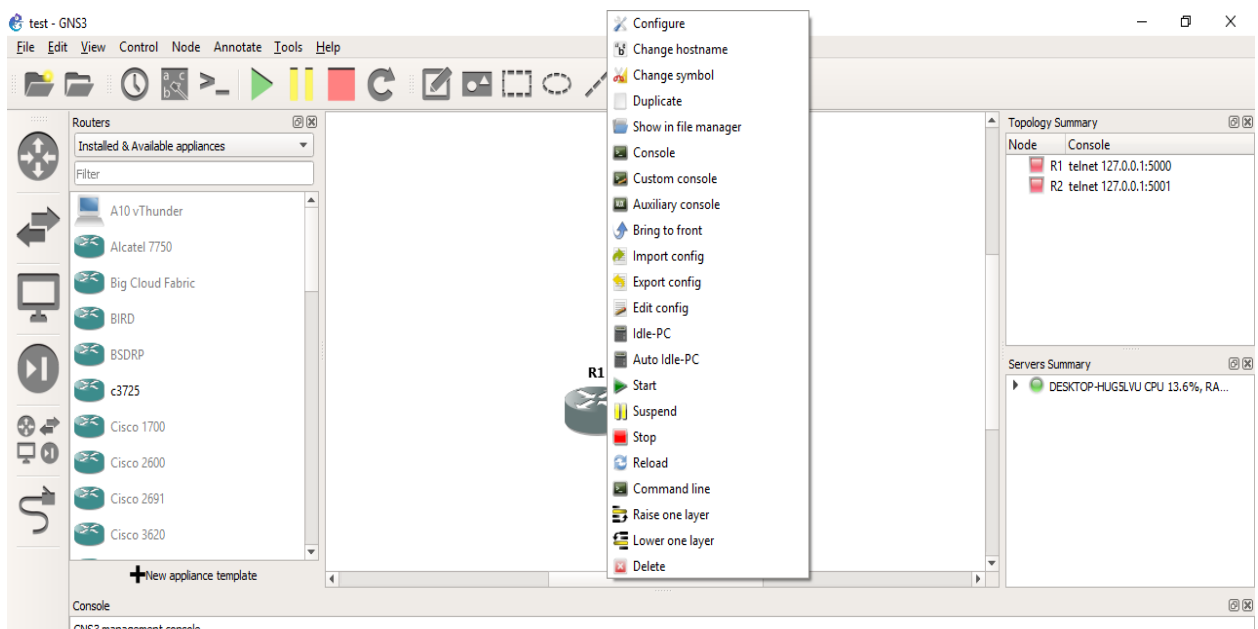 test - GNS3
File Edit View Control Node Annotate Tools Help
Routers
Installed & Available appliances
Filter
A10 vThunder
Alcatel 7750
Big Cloud Fabric
BIRD
BSDRP
c3725
Cisco 1700
Cisco 2600
Cisco 2691
Cisco 3620
New appliance template
R1
Configure
Change hostname
Change symbol
Duplicate
Show in file manager
Console
Custom console
Auxiliary console
Bring to front
Import config
Export config
Edit config
Idle-PC
Auto Idle-PC
Start
Suspend
Stop
Reload
Command line
Raise one layer
Lower one layer
Delete
Topology Summary
Node Console
R1 telnet 127.0.0.1:5000
R2 telnet 127.0.0.1:5001
Servers Summary
DESKTOP-HUG5LVU CPU 13.6%, RA...
Console
GNS3 management console